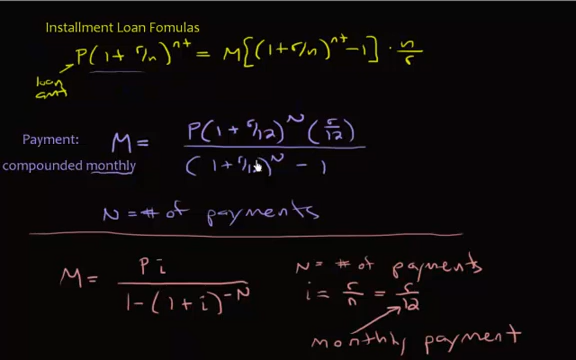 Installment Loan Formulas
P(1 + r/n)^nt = M[(1 + r/n)^nt - 1] · n/r
loan amt
Payment: M = P(1 + r/12)^N (r/12) / (1 + r/12)^N - 1
compounded monthly
N = # of payments
M = Pi / 1 - (1 + i)^-N
N = # of payments
i = r/n = r/12
monthly payment